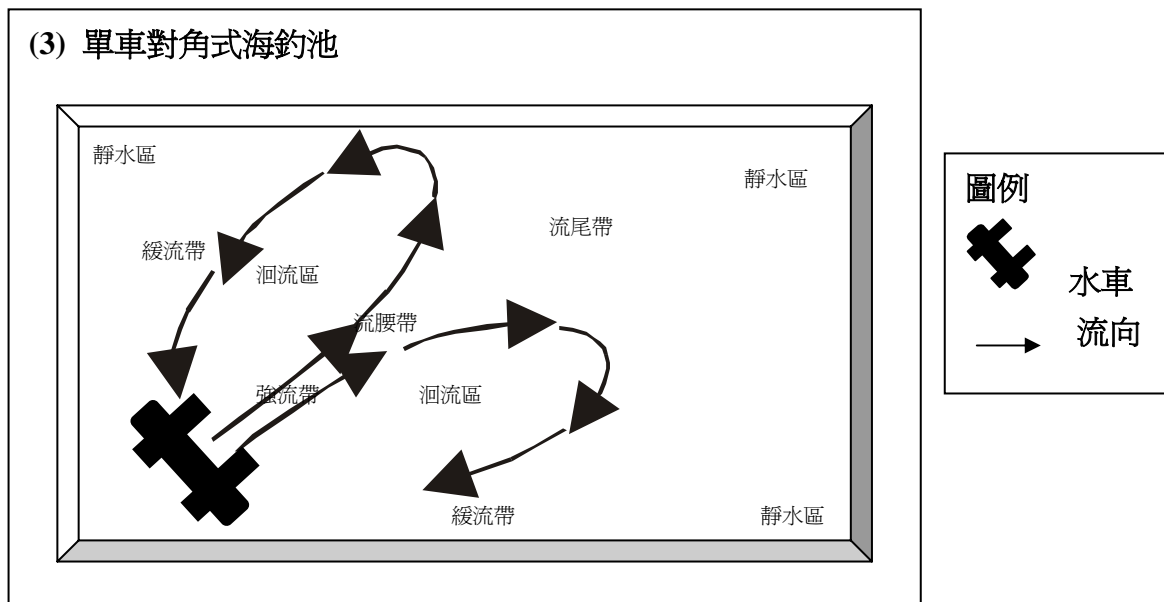 (3) 單車對角式海釣池
靜水區
靜水區
流尾帶
緩流帶
洄流區
流腰帶
強流帶
洄流區
緩流帶
靜水區
圖例
水車
流向